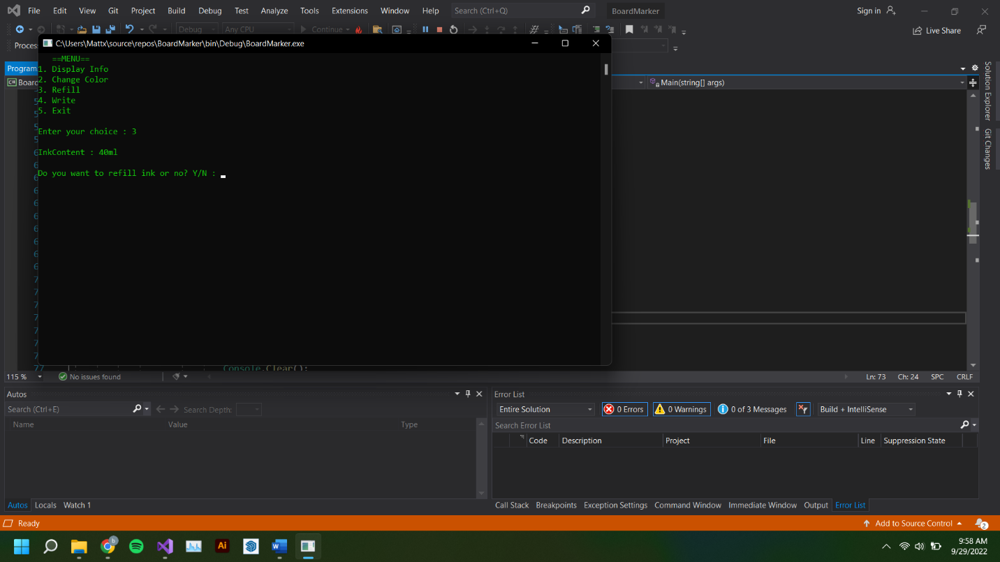 File Edit View Git Project Build Debug Test Analyze Tools Extensions Window Help Search (Ctrl+Q) BoardMarker Sign in
Debug Any CPU Continue Live Share
Proces
C:\Users\Mattx\source\repos\BoardMarker\bin\Debug\BoardMarker.exe
Program
Board Main(string[] args)
==MENU==
1. Display Info
2. Change Color
3. Refill
4. Write
5. Exit
Enter your choice : 3
InkContent : 40ml
Do you want to refill ink or no? Y/N :
77 Console.Clear();
Solution Explorer
Git Changes
115 % No issues found Ln: 73 Ch: 24 SPC CRLF
Autos
Search (Ctrl+E) Search Depth:
Name Value Type
Autos Locals Watch 1
Error List
Entire Solution 0 Errors 0 Warnings 0 of 3 Messages Build + IntelliSense
Search Error List
Code Description Project File Line Suppression State
Call Stack Breakpoints Exception Settings Command Window Immediate Window Output Error List
Ready Add to Source Control 2
b Ai 9:58 AM
9/29/2022